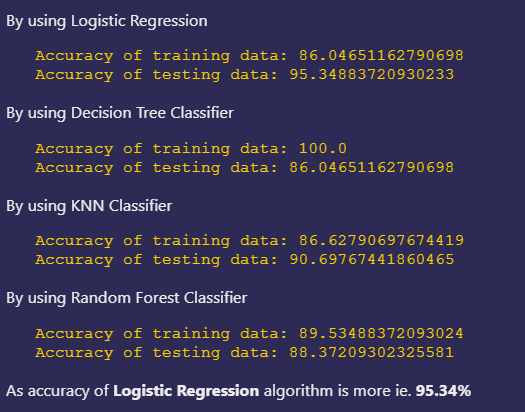 By using Logistic Regression
Accuracy of training data: 86.04651162790698
Accuracy of testing data: 95.34883720930233
By using Decision Tree Classifier
Accuracy of training data: 100.0
Accuracy of testing data: 86.04651162790698
By using KNN Classifier
Accuracy of training data: 86.62790697674419
Accuracy of testing data: 90.69767441860465
By using Random Forest Classifier
Accuracy of training data: 89.53488372093024
Accuracy of testing data: 88.37209302325581
As accuracy of Logistic Regression algorithm is more ie. 95.34%